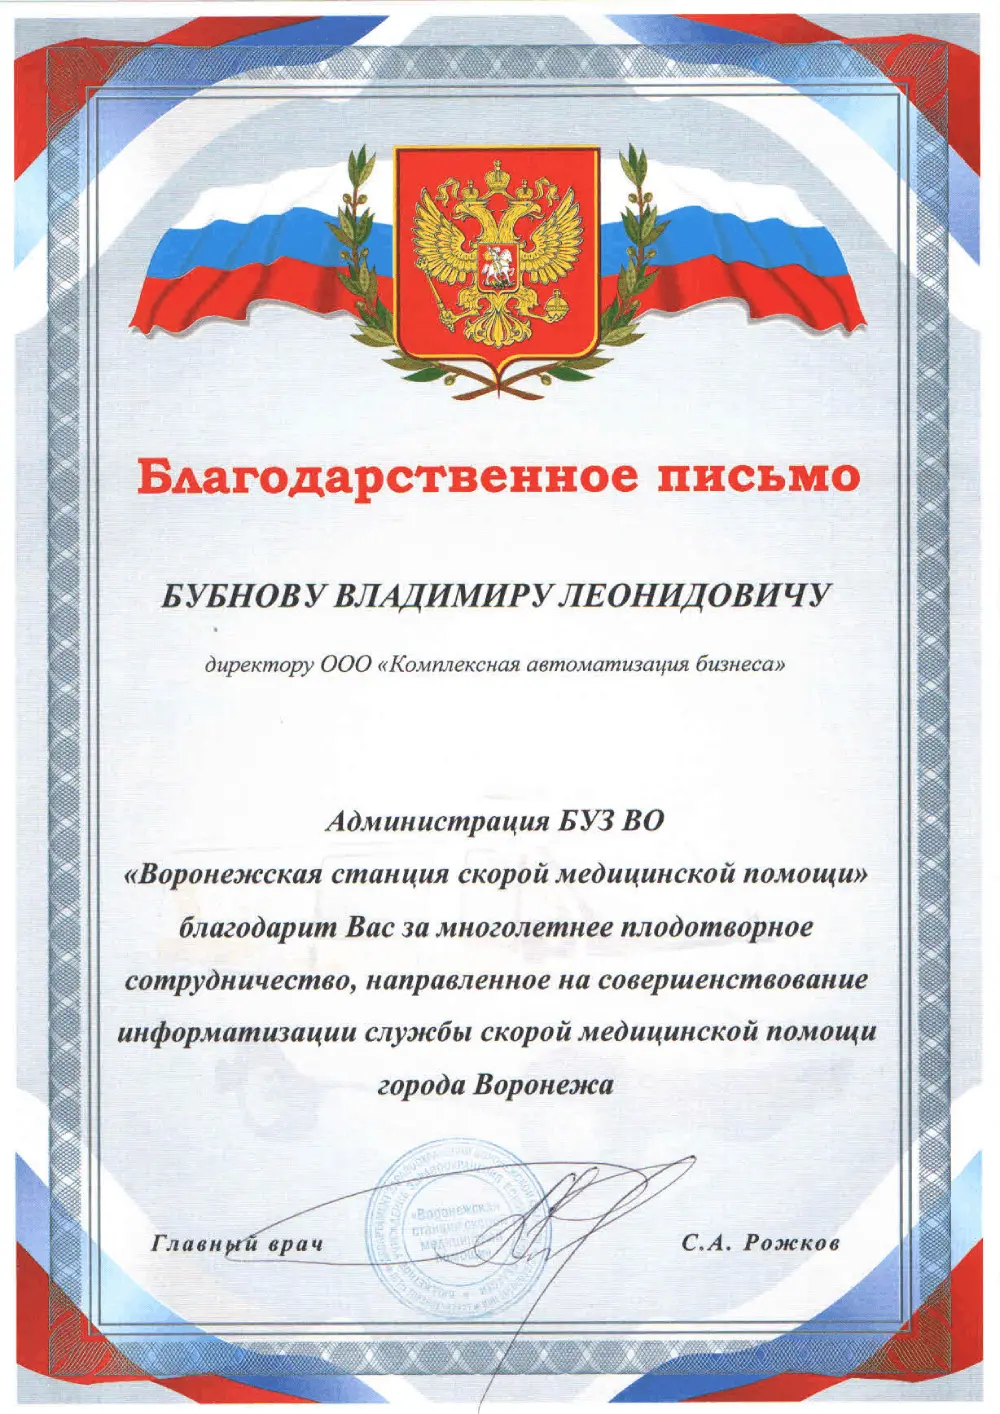 Благодарственное письмо
БУБНОВУ ВЛАДИМИРУ ЛЕОНИДОВИЧУ
директору ООО «Комплексная автоматизация бизнеса»
Администрация БУЗ ВО
«Воронежская станция скорой медицинской помощи»
благодарит Вас за многолетнее плодотворное
сотрудничество, направленное на совершенствование
информатизации службы скорой медицинской помощи
города Воронежа
«Воронежская
станция скорой
медицинской
помощи»
Главный врач
С.А. Рожков